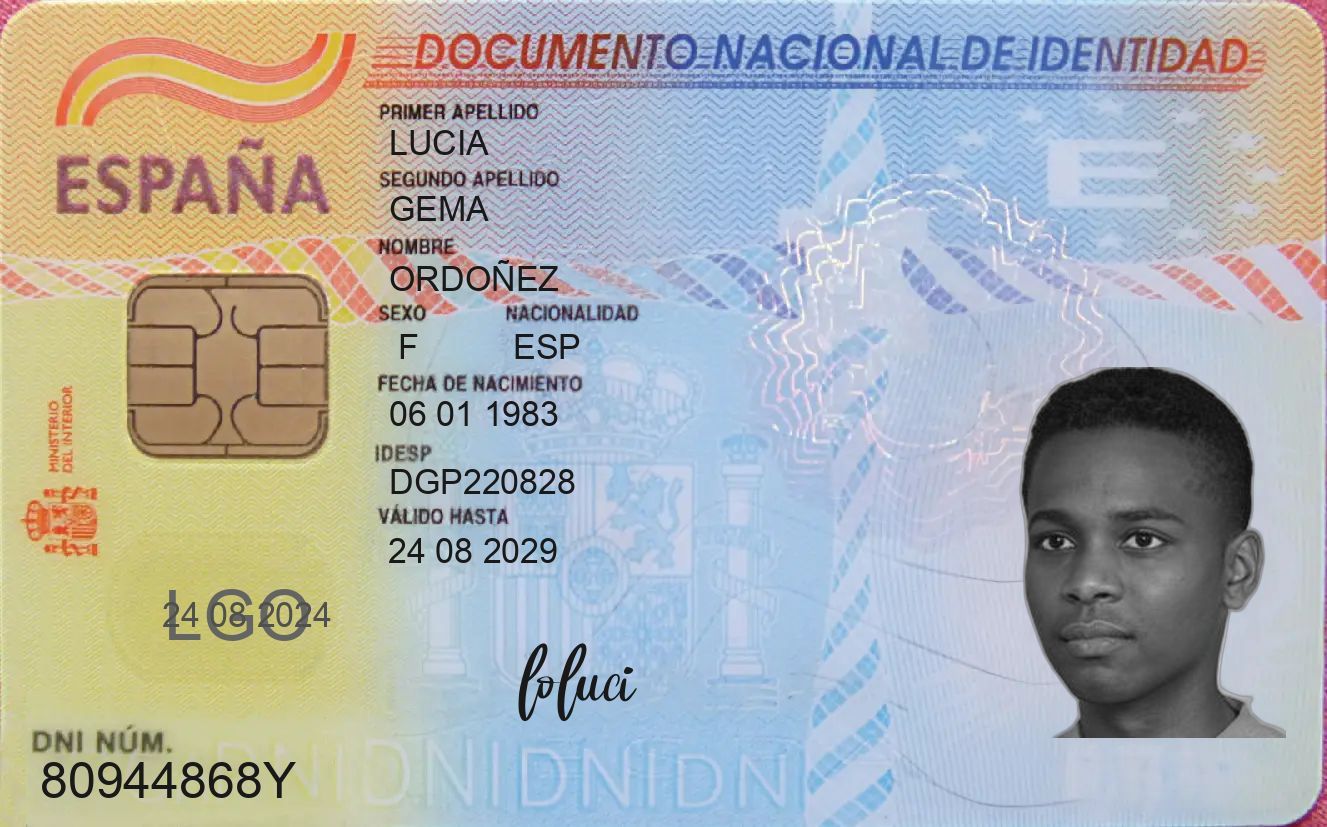 DOCUMENTO NACIONAL DE IDENTIDAD
ESPAÑA
PRIMER APELLIDO
LUCIA
SEGUNDO APELLIDO
GEMA
NOMBRE
ORDOÑEZ
SEXO NACIONALIDAD
F ESP
FECHA DE NACIMIENTO
06 01 1983
IDESP
DGP220828
VÁLIDO HASTA
24 08 2029
MINISTERIO
DEL INTERIOR
E
LGO
24 08 2024
loluci
DNI NÚM.
80944868Y
DNIDNIDNIDNI